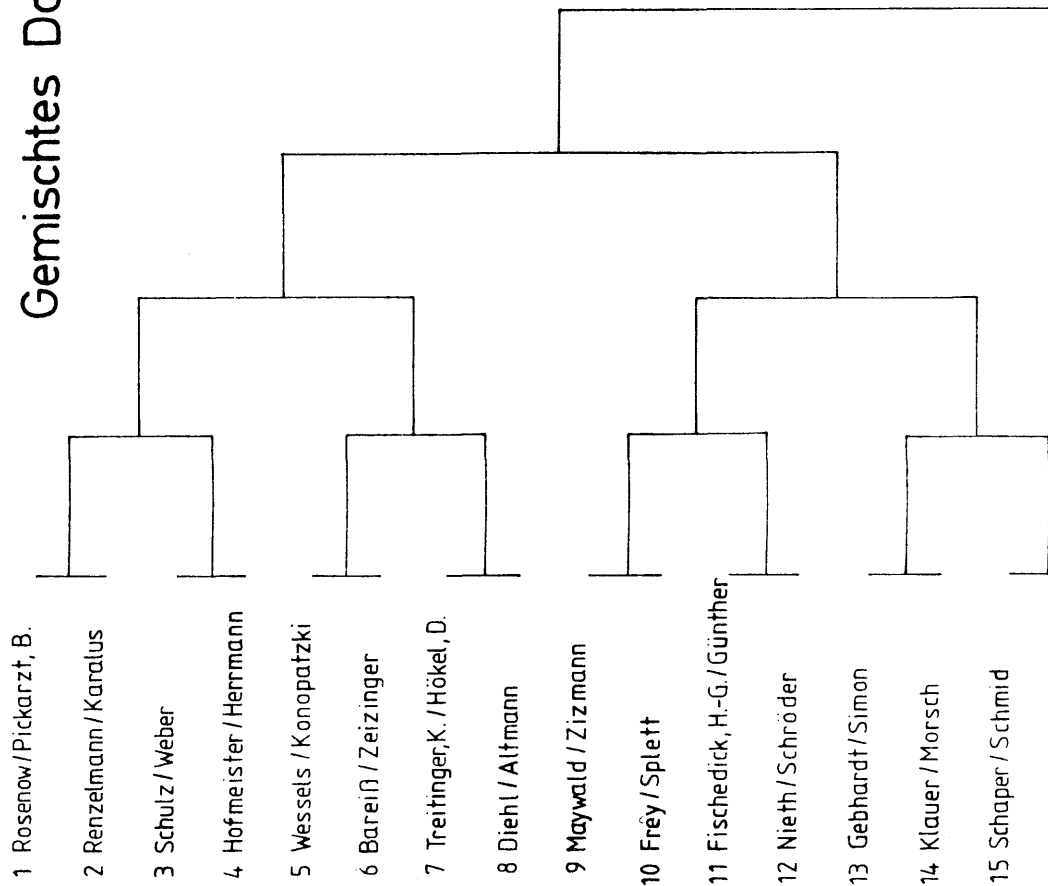 Gemischtes
1 Rosenow/Pickarzt, B.
2 Renzelmann/Karalus
3 Schulz/Weber
4 Hofmeister/Herrmann
5 Wessels/Konopatzki
6 Bareiß/Zeizinger
7 Treitinger,K./Hökel, D.
8 Diehl/Altmann
9 Maywald/Zizmann
10 Frey/Splett
11 Fischedick, H.-G./Günther
12 Nieth/Schröder
13 Gebhardt/Simon
14 Klauer/Morsch
15 Schaper/Schmid